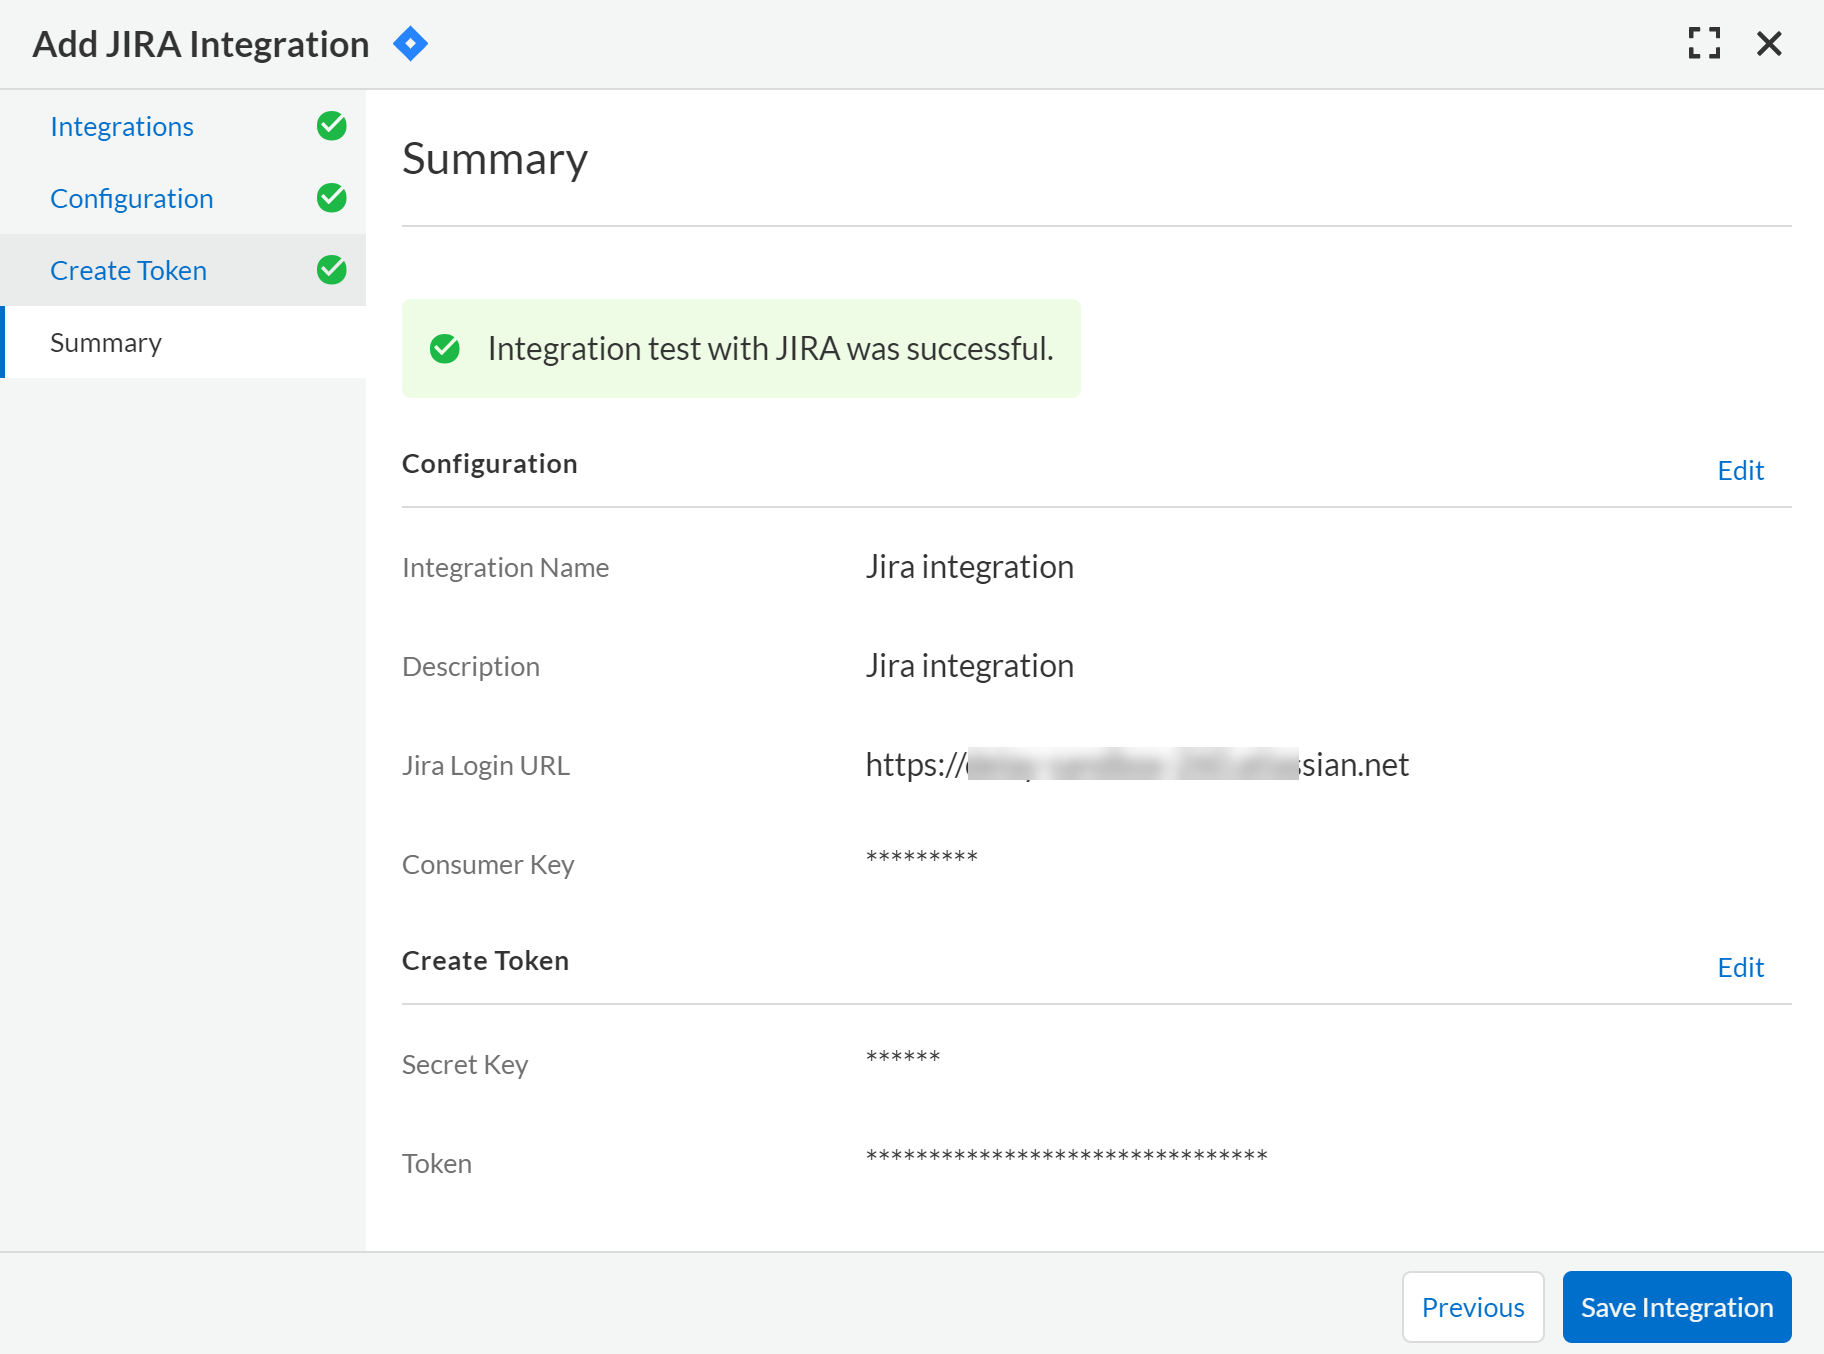 Add JIRA Integration
Integrations
Configuration
Create Token
Summary
Summary
Integration test with JIRA was successful.
Configuration
Edit
Integration Name
Jira integration
Description
Jira integration
Jira Login URL
https:// sian.net
Consumer Key
*********
Create Token
Edit
Secret Key
******
Token
********************************
Previous
Save Integration